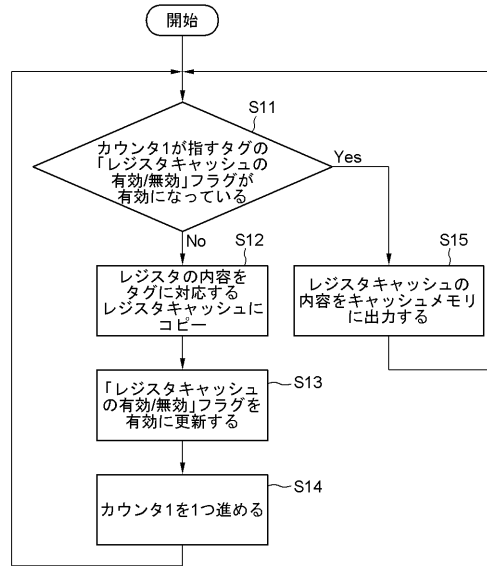 開始
S11
カウンタ1が指すタグの
「レジスタキャッシュの
有効/無効」フラグが
有効になっている
Yes
No
S12
レジスタの内容を
タグに対応する
レジスタキャッシュに
コピー
S15
レジスタキャッシュの
内容をキャッシュメモリ
に出力する
S13
「レジスタキャッシュ
の有効/無効」フラグを
有効に更新する
S14
カウンタ1を1つ進める